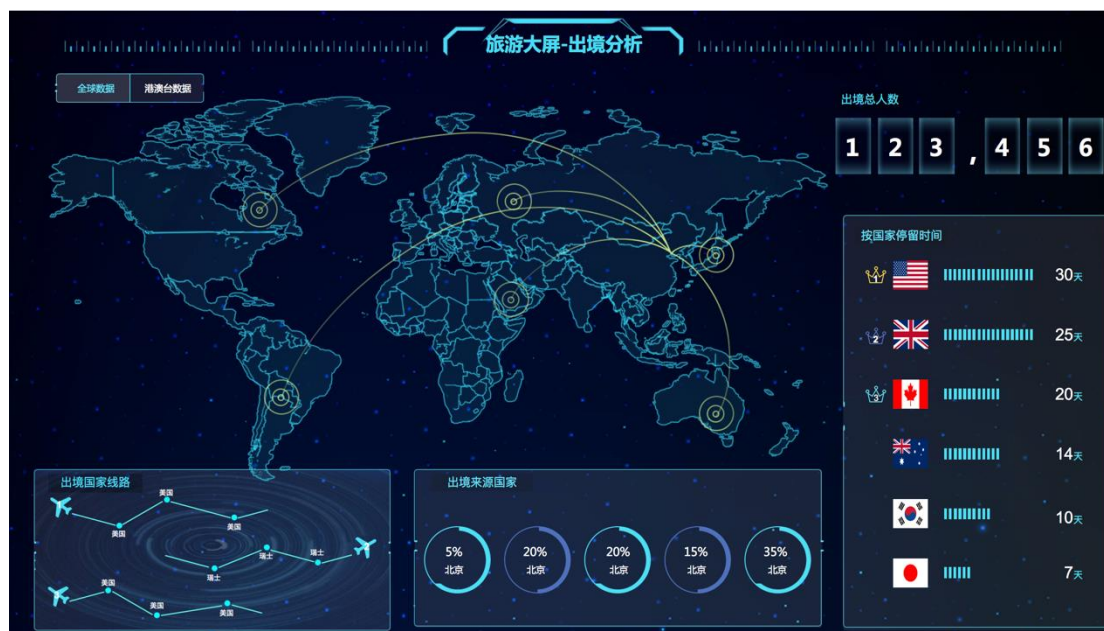 旅游大屏-出境分析
全球数据 港澳台数据
出境总人数
123,456
按国家停留时间
1 30天
2 25天
3 20天
14天
10天
7天
出境国家线路
美国
美国
美国
瑞士
瑞士
瑞士
美国
美国
美国
出境来源国家
5% 20% 20% 15% 35%
北京 北京 北京 北京 北京